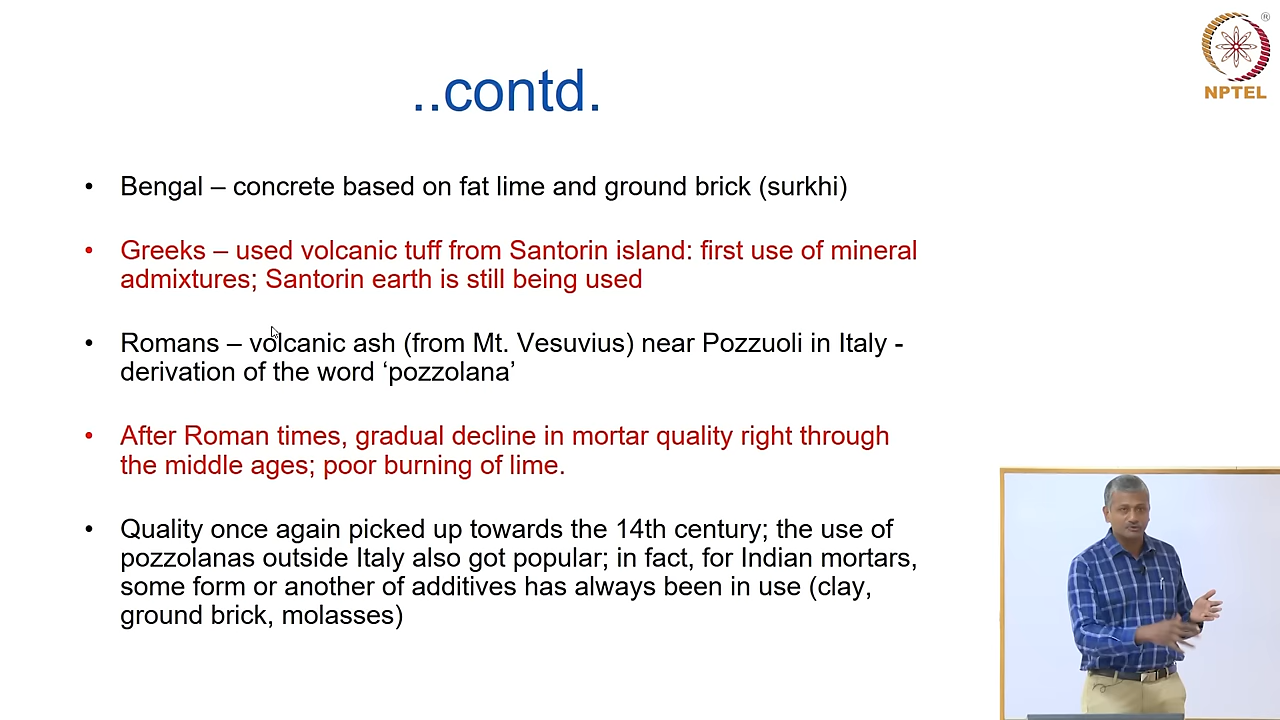 ®
NPTEL
..contd.
• Bengal – concrete based on fat lime and ground brick (surkhi)
• Greeks – used volcanic tuff from Santorin island: first use of mineral
admixtures; Santorin earth is still being used
• Romans – volcanic ash (from Mt. Vesuvius) near Pozzuoli in Italy -
derivation of the word ‘pozzolana’
• After Roman times, gradual decline in mortar quality right through
the middle ages; poor burning of lime.
• Quality once again picked up towards the 14th century; the use of
pozzolanas outside Italy also got popular; in fact, for Indian mortars,
some form or another of additives has always been in use (clay,
ground brick, molasses)